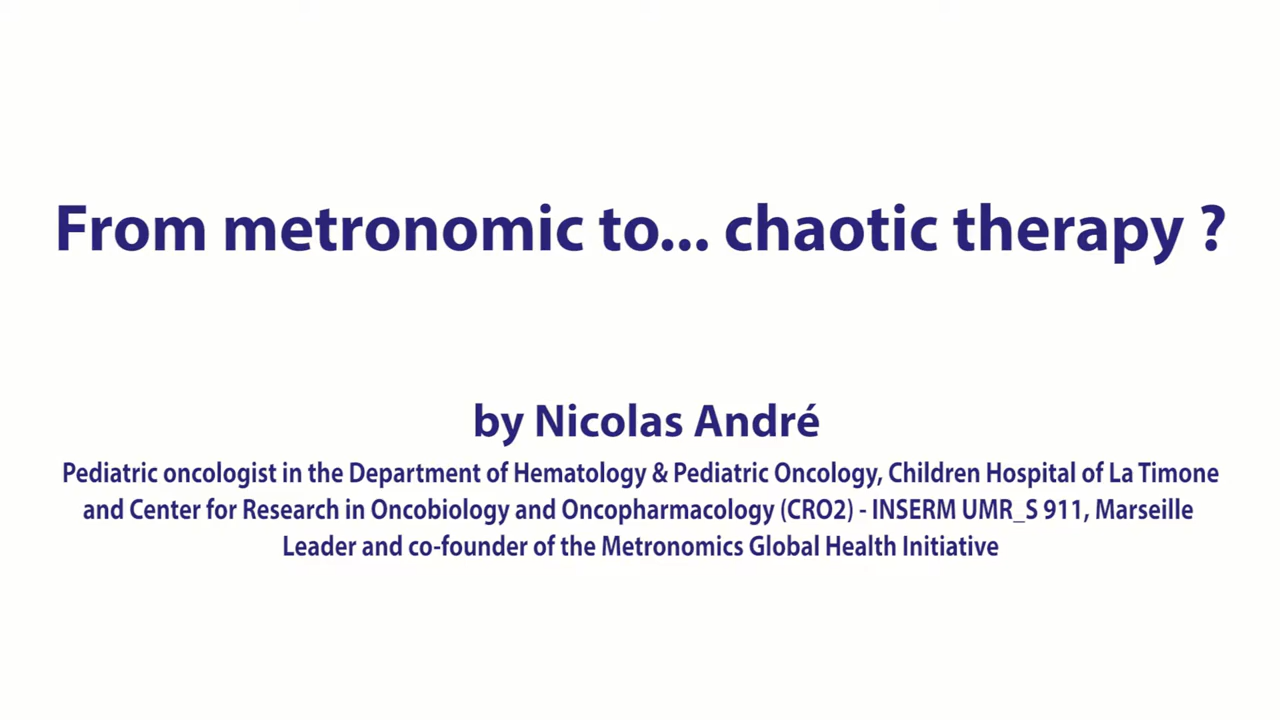 From metronomic to... chaotic therapy ?
by Nicolas André
Pediatric oncologist in the Department of Hematology & Pediatric Oncology, Children Hospital of La Timone
and Center for Research in Oncobiology and Oncopharmacology (CRO2) - INSERM UMR_S 911, Marseille
Leader and co-founder of the Metronomics Global Health Initiative